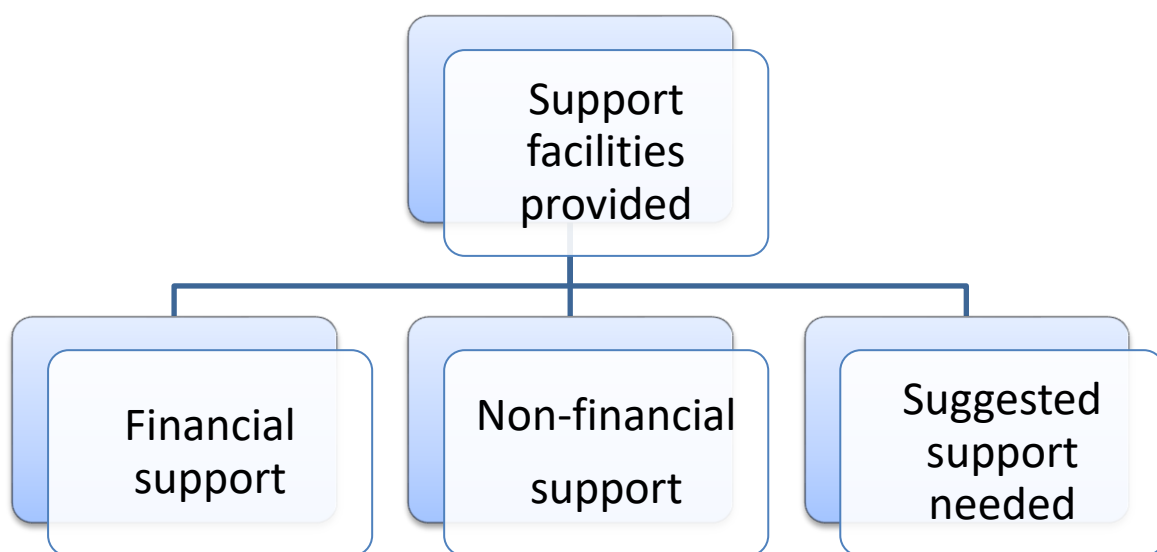 Support
facilities
provided
Financial
support
Non-financial
support
Suggested
support
needed